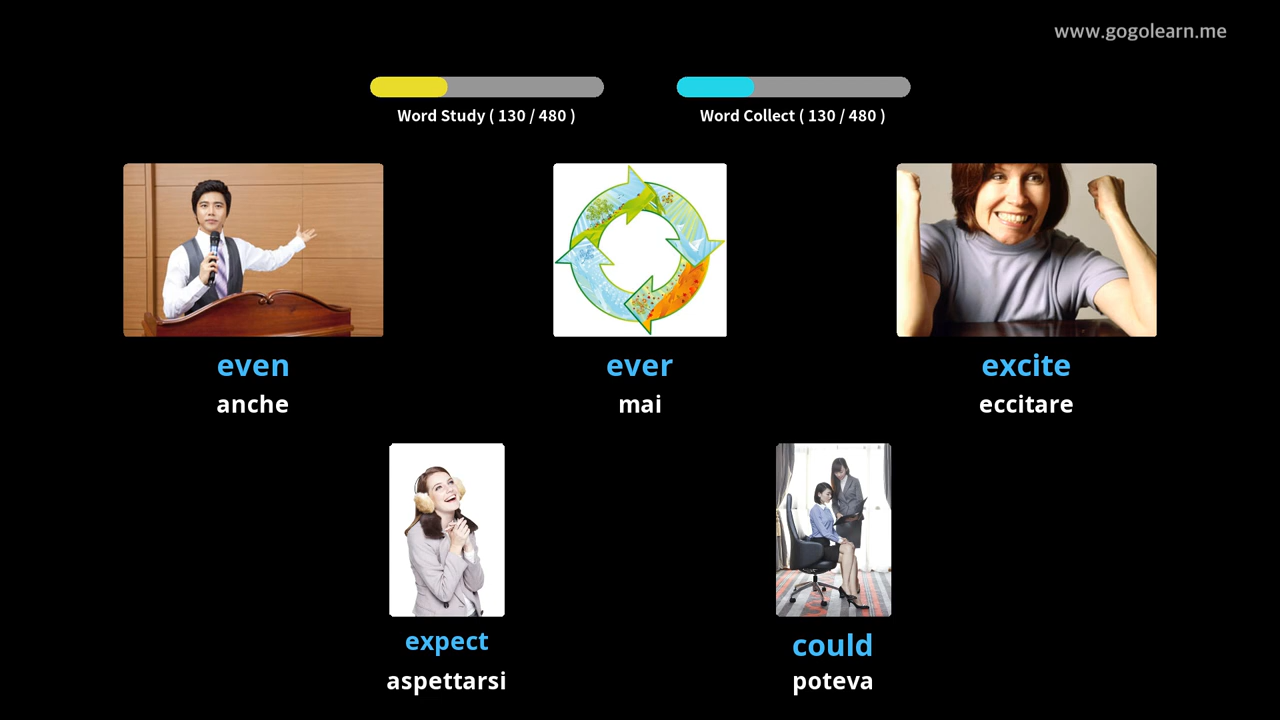 www.gogolearn.me
Word Study ( 130 / 480 )
Word Collect ( 130 / 480 )
even
anche
ever
mai
excite
eccitare
expect
aspettarsi
could
poteva